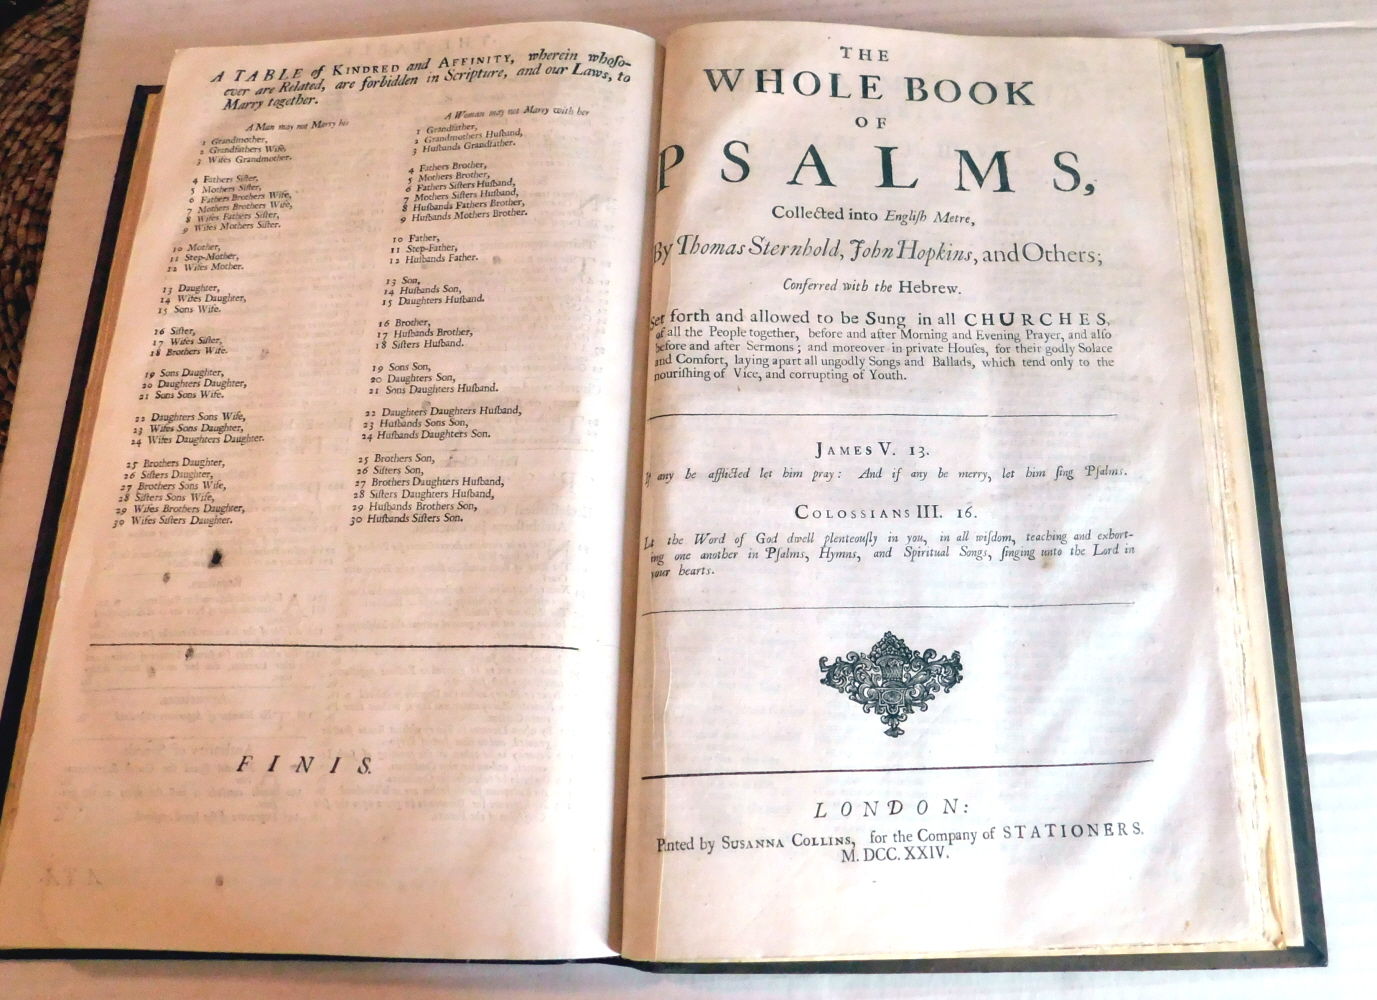 A TABLE of KINDRED and AFFINITY, wherein whoſo-
ever are Related, are forbidden in Scripture, and our Laws, to
Marry together.
A Man may not Marry his
1 Grandmother,
2 Grandfathers Wife,
3 Wifes Grandmother.
4 Fathers Siſter,
5 Mothers Siſter,
6 Fathers Brothers Wife,
7 Mothers Brothers Wife,
8 Wifes Fathers Siſter,
9 Wifes Mothers Siſter.
10 Mother,
11 Step-Mother,
12 Wifes Mother.
13 Daughter,
14 Wifes Daughter,
15 Sons Wife.
16 Siſter,
17 Wifes Siſter,
18 Brothers Wife.
19 Sons Daughter,
20 Daughters Daughter,
21 Sons Sons Wife.
22 Daughters Sons Wife,
23 Wifes Sons Daughter,
24 Wifes Daughters Daughter.
25 Brothers Daughter,
26 Siſters Daughter,
27 Brothers Sons Wife,
28 Siſters Sons Wife,
29 Wifes Brothers Daughter,
30 Wifes Siſters Daughter.
A Woman may not Marry with her
1 Grandfather,
2 Grandmothers Huſband,
3 Huſbands Grandfather.
4 Fathers Brother,
5 Mothers Brother,
6 Fathers Siſters Huſband,
7 Mothers Siſters Huſband,
8 Huſbands Fathers Brother,
9 Huſbands Mothers Brother.
10 Father,
11 Step-Father,
12 Huſbands Father.
13 Son,
14 Huſbands Son,
15 Daughters Huſband.
16 Brother,
17 Huſbands Brother,
18 Siſters Huſband.
19 Sons Son,
20 Daughters Son,
21 Sons Daughters Huſband.
22 Daughters Daughters Huſband,
23 Huſbands Sons Son,
24 Huſbands Daughters Son.
25 Brothers Son,
26 Siſters Son,
27 Brothers Daughters Huſband,
28 Siſters Daughters Huſband,
29 Huſbands Brothers Son,
30 Huſbands Siſters Son.
FINIS.
THE
WHOLE BOOK
OF
PSALMS,
Collected into Engliſh Metre,
By Thomas Sternhold, John Hopkins, and Others;
Conferred with the Hebrew.
Set forth and allowed to be Sung in all CHURCHES,
of all the People together, before and after Morning and Evening Prayer, and alſo
before and after Sermons; and moreover in private Houſes, for their godly Solace
and Comfort, laying apart all ungodly Songs and Ballads, which tend only to the
nouriſhing of Vice, and corrupting of Youth.
JAMES V. 13.
If any be afflicted let him pray: And if any be merry, let him ſing Pſalms.
COLOSSIANS III. 16.
Let the Word of God dwell plenteouſly in you, in all wiſdom, teaching and exhort-
ing one another in Pſalms, Hymns, and Spiritual Songs, ſinging unto the Lord in
your hearts.
LONDON:
Printed by SUSANNA COLLINS, for the Company of STATIONERS.
M. DCC. XXIV.